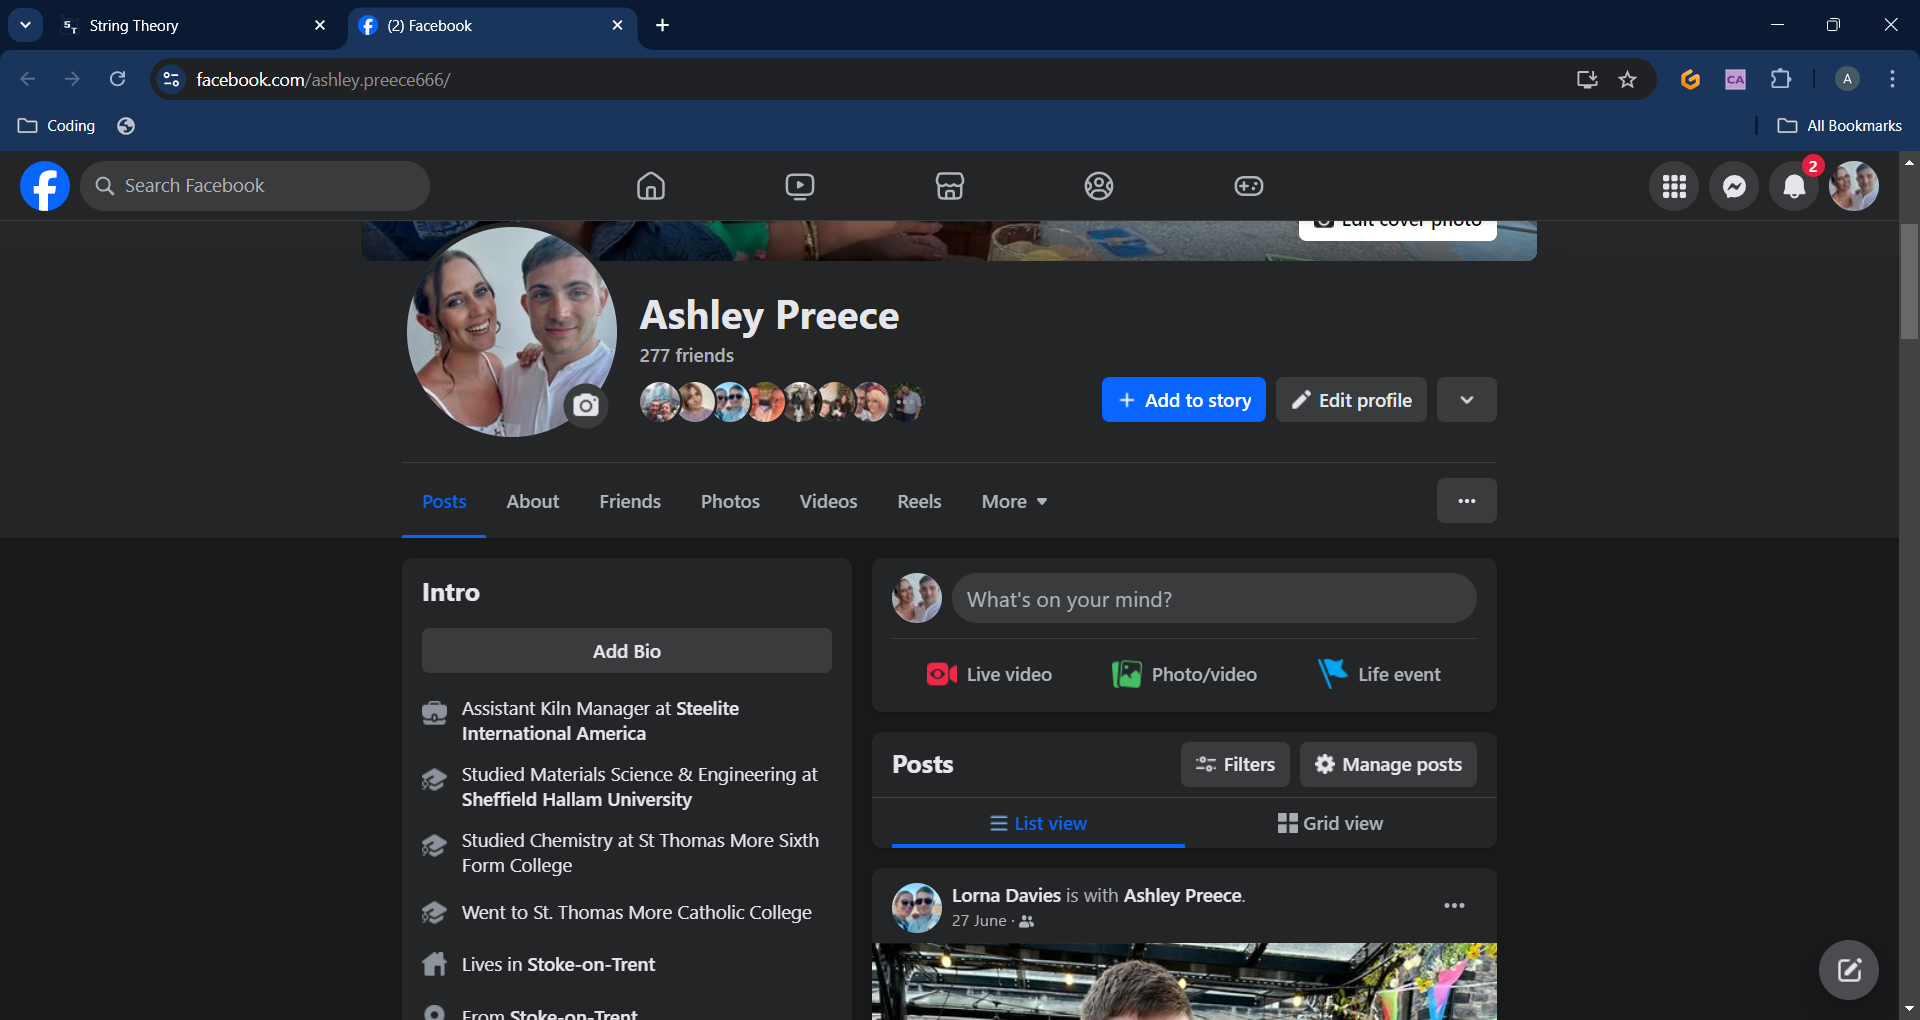 String Theory
(2) Facebook
facebook.com/ashley.preece666/
CA
A
Coding
All Bookmarks
Search Facebook
2
Edit cover photo
Ashley Preece
277 friends
Add to story
Edit profile
Posts
About
Friends
Photos
Videos
Reels
More
Intro
Add Bio
Assistant Kiln Manager at Steelite
International America
Studied Materials Science & Engineering at
Sheffield Hallam University
Studied Chemistry at St Thomas More Sixth
Form College
Went to St. Thomas More Catholic College
Lives in Stoke-on-Trent
From Stoke-on-Trent
What's on your mind?
Live video
Photo/video
Life event
Posts
Filters
Manage posts
List view
Grid view
Lorna Davies is with Ashley Preece.
27 June ·